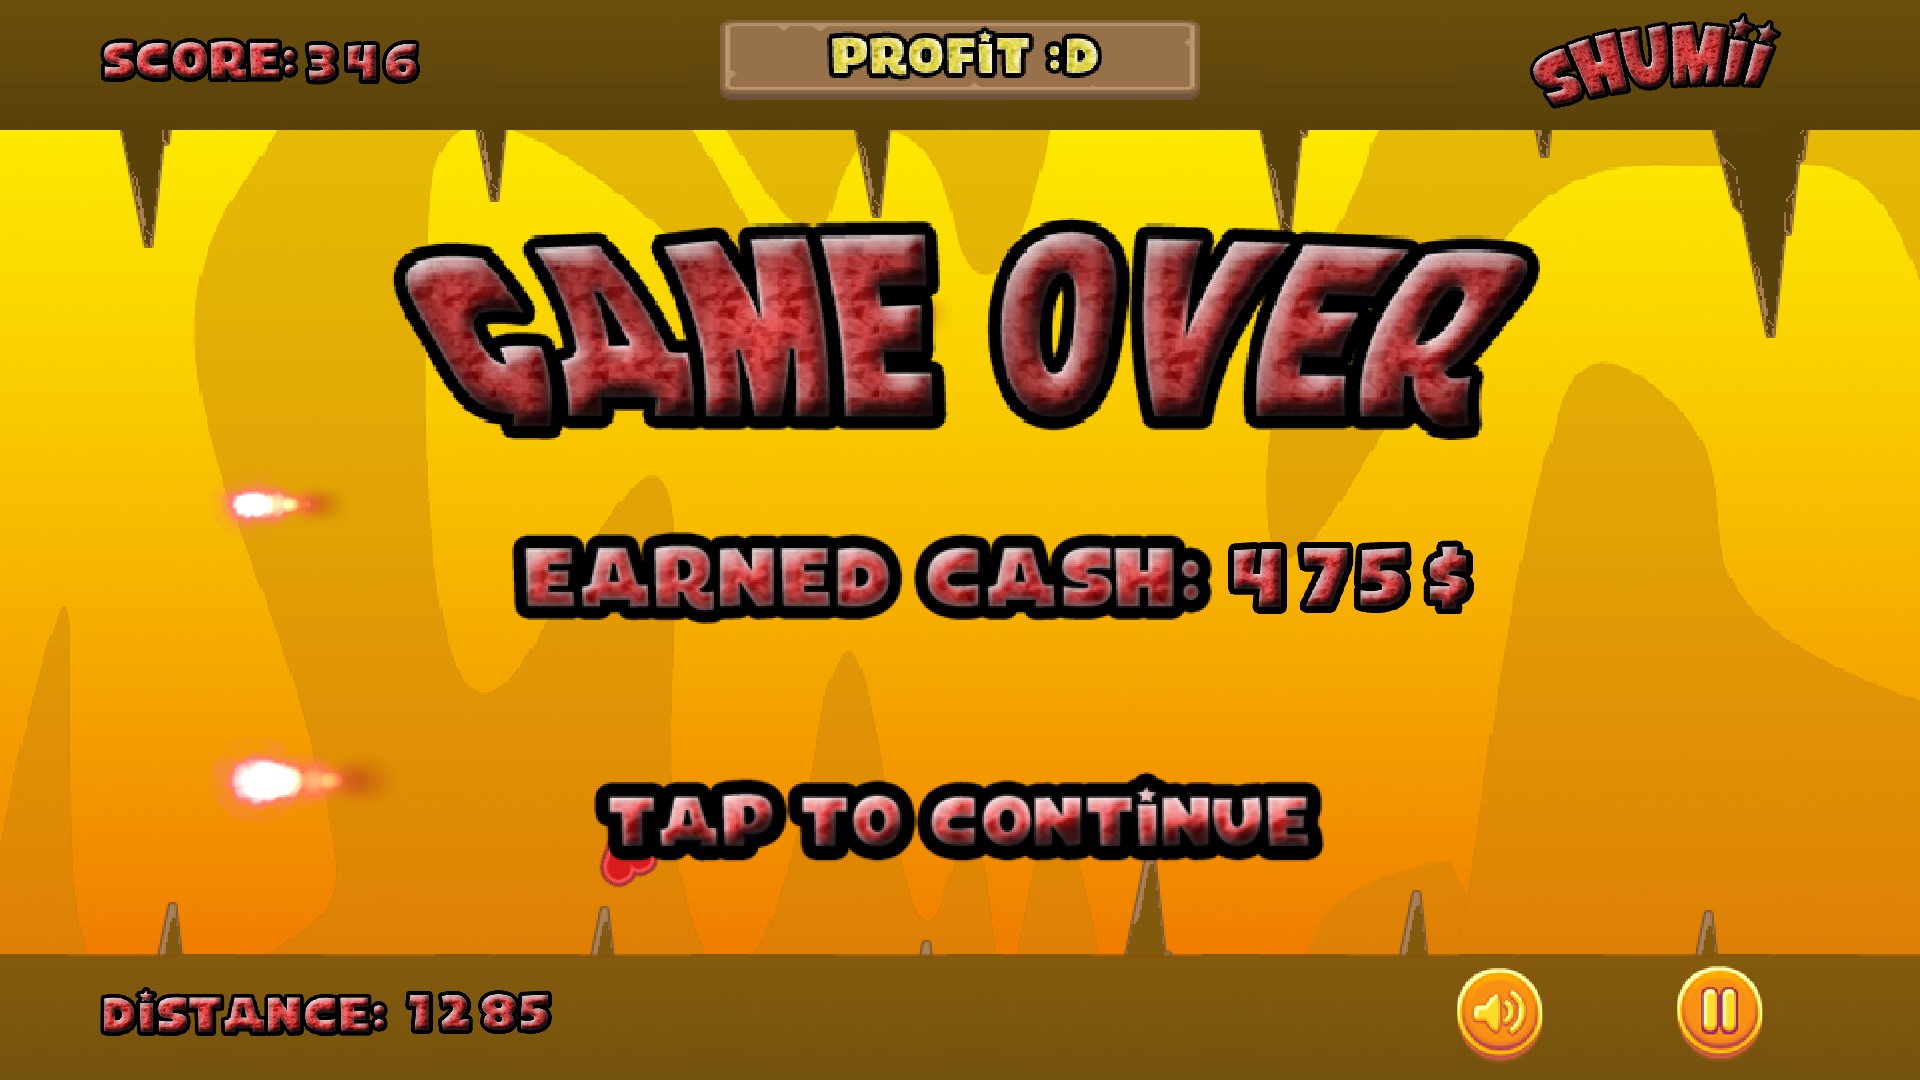 SCORE: 346
PROFiT :D
SHUMii
GAME OVER
EARNED CASH: 475$
TAP TO CONTiNUE
DiSTANCE: 1285